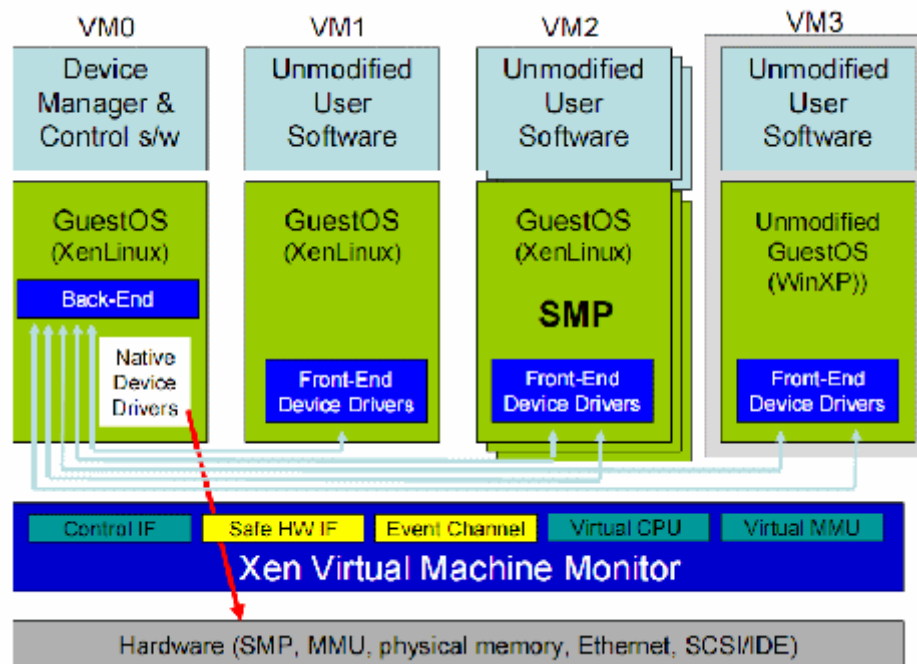 VM0
VM1
VM2
VM3
Device
Manager &
Control s/w
Unmodified
User
Software
Unmodified
User
Software
Unmodified
User
Software
GuestOS
(XenLinux)
Back-End
Native
Device
Drivers
GuestOS
(XenLinux)
Front-End
Device Drivers
GuestOS
(XenLinux)
SMP
Front-End
Device Drivers
Unmodified
GuestOS
(WinXP))
Front-End
Device Drivers
Control IF
Safe HW IF
Event Channel
Virtual CPU
Virtual MMU
Xen Virtual Machine Monitor
Hardware (SMP, MMU, physical memory, Ethernet, SCSI/IDE)